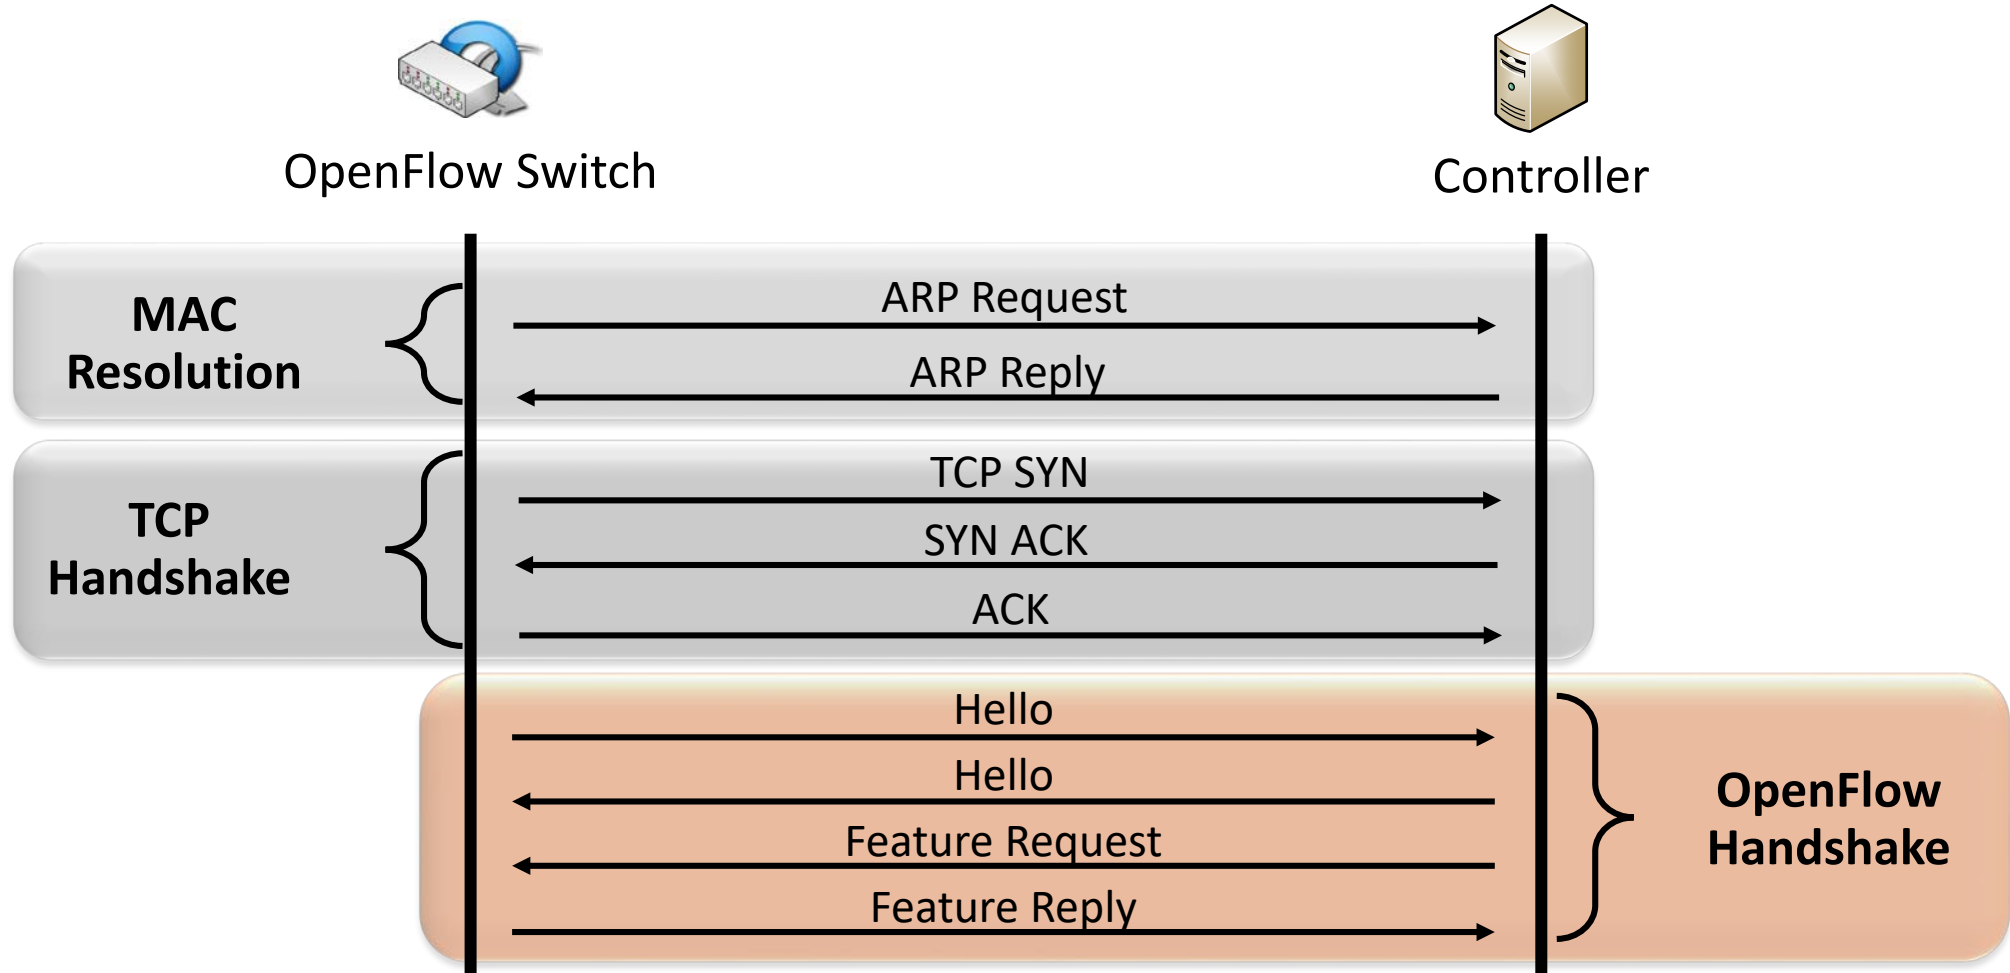 OpenFlow Switch
Controller
MAC
Resolution
ARP Request
ARP Reply
TCP
Handshake
TCP SYN
SYN ACK
ACK
Hello
Hello
Feature Request
Feature Reply
OpenFlow
Handshake